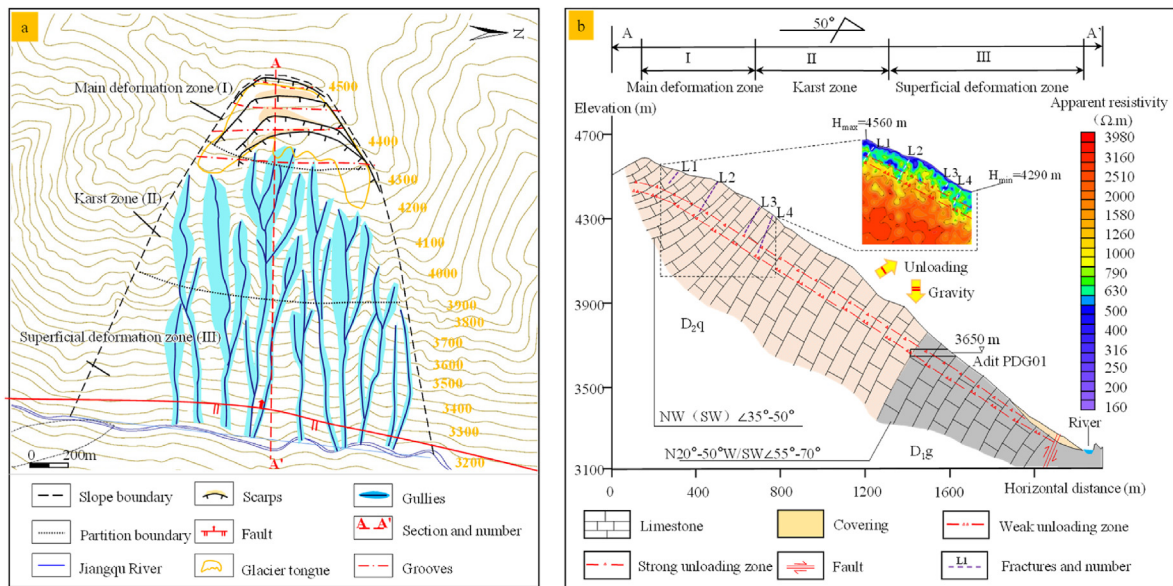 a
N
A
4500
Main deformation zone (I)
4400
4300
4200
Karst zone (II)
4100
4000
3900
3800
Superficial deformation zone (III)
3700
3600
3500
3400
3300
0 200m
A'
3200
Slope boundary
Scarps
Gullies
Partition boundary
Fault
A A' Section and number
Jiangqu River
Glacier tongue
Grooves
b
50°
A A'
I II III
Main deformation zone Karst zone Superficial deformation zone
Elevation (m)
Apparent resistivity
(Ω.m)
Hmax=4560 m
4700
L1 L2 L3 L4
Hmin=4290 m
L1 L2 L3 L4
4300
3980
3160
2510
2000
1580
1260
1000
790
630
500
400
316
250
200
160
Unloading
Gravity
3900
D₂q
3650 m
Adit PDG01
3500
NW（SW）∠35°-50°
River
N20°-50°W/SW∠55°-70°
D₁g
3100
0 400 800 1200 1600
Horizontal distance (m)
Limestone
Covering
Weak unloading zone
Strong unloading zone
Fault
L1 Fractures and number